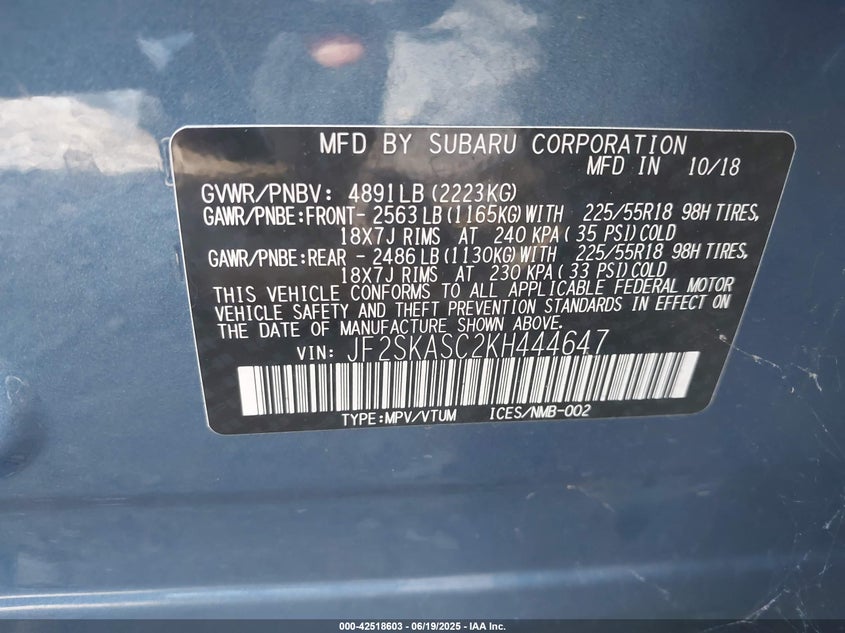 MFD BY SUBARU CORPORATION
MFD IN 10/18
GVWR/PNBV: 4891LB (2223KG)
GAWR/PNBE:FRONT- 2563 LB (1165KG) WITH 225/55R18 98H TIRES,
18X7J RIMS AT 240 KPA ( 35 PSI) COLD
GAWR/PNBE:REAR - 2486 LB (1130KG) WITH 225/55R18 98H TIRES,
18X7J RIMS AT 230 KPA ( 33 PSI) COLD
THIS VEHICLE CONFORMS TO ALL APPLICABLE FEDERAL MOTOR
VEHICLE SAFETY AND THEFT PREVENTION STANDARDS IN EFFECT ON
THE DATE OF MANUFACTURE SHOWN ABOVE.
VIN: JF2SKASC2KH444647
TYPE:MPV/VTUM ICES/NMB-002
000-42518603 - 06/19/2025 - IAA Inc.